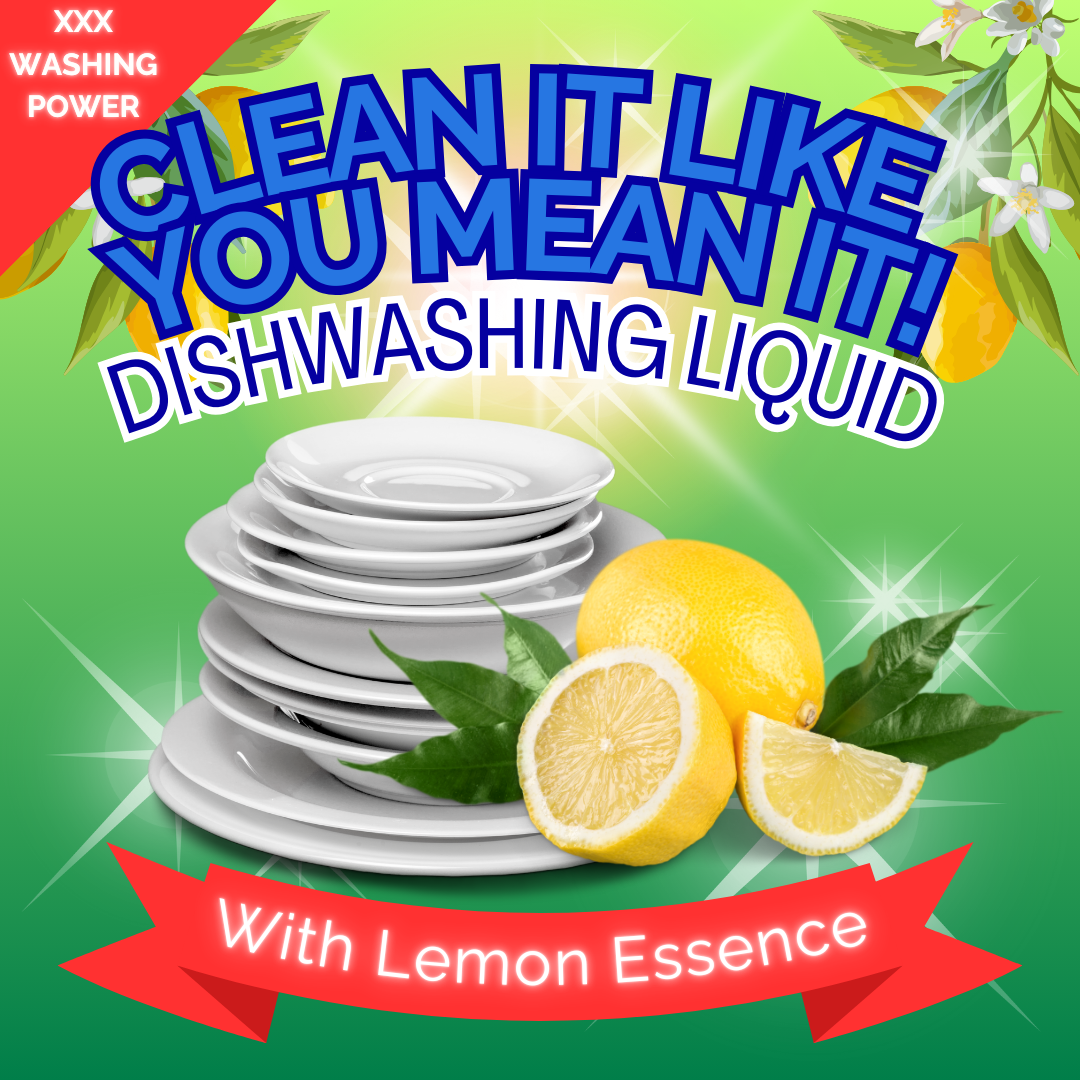 XXX
WASHING
POWER
CLEAN IT LIKE
YOU MEAN IT!
DISHWASHING LIQUID
With Lemon Essence